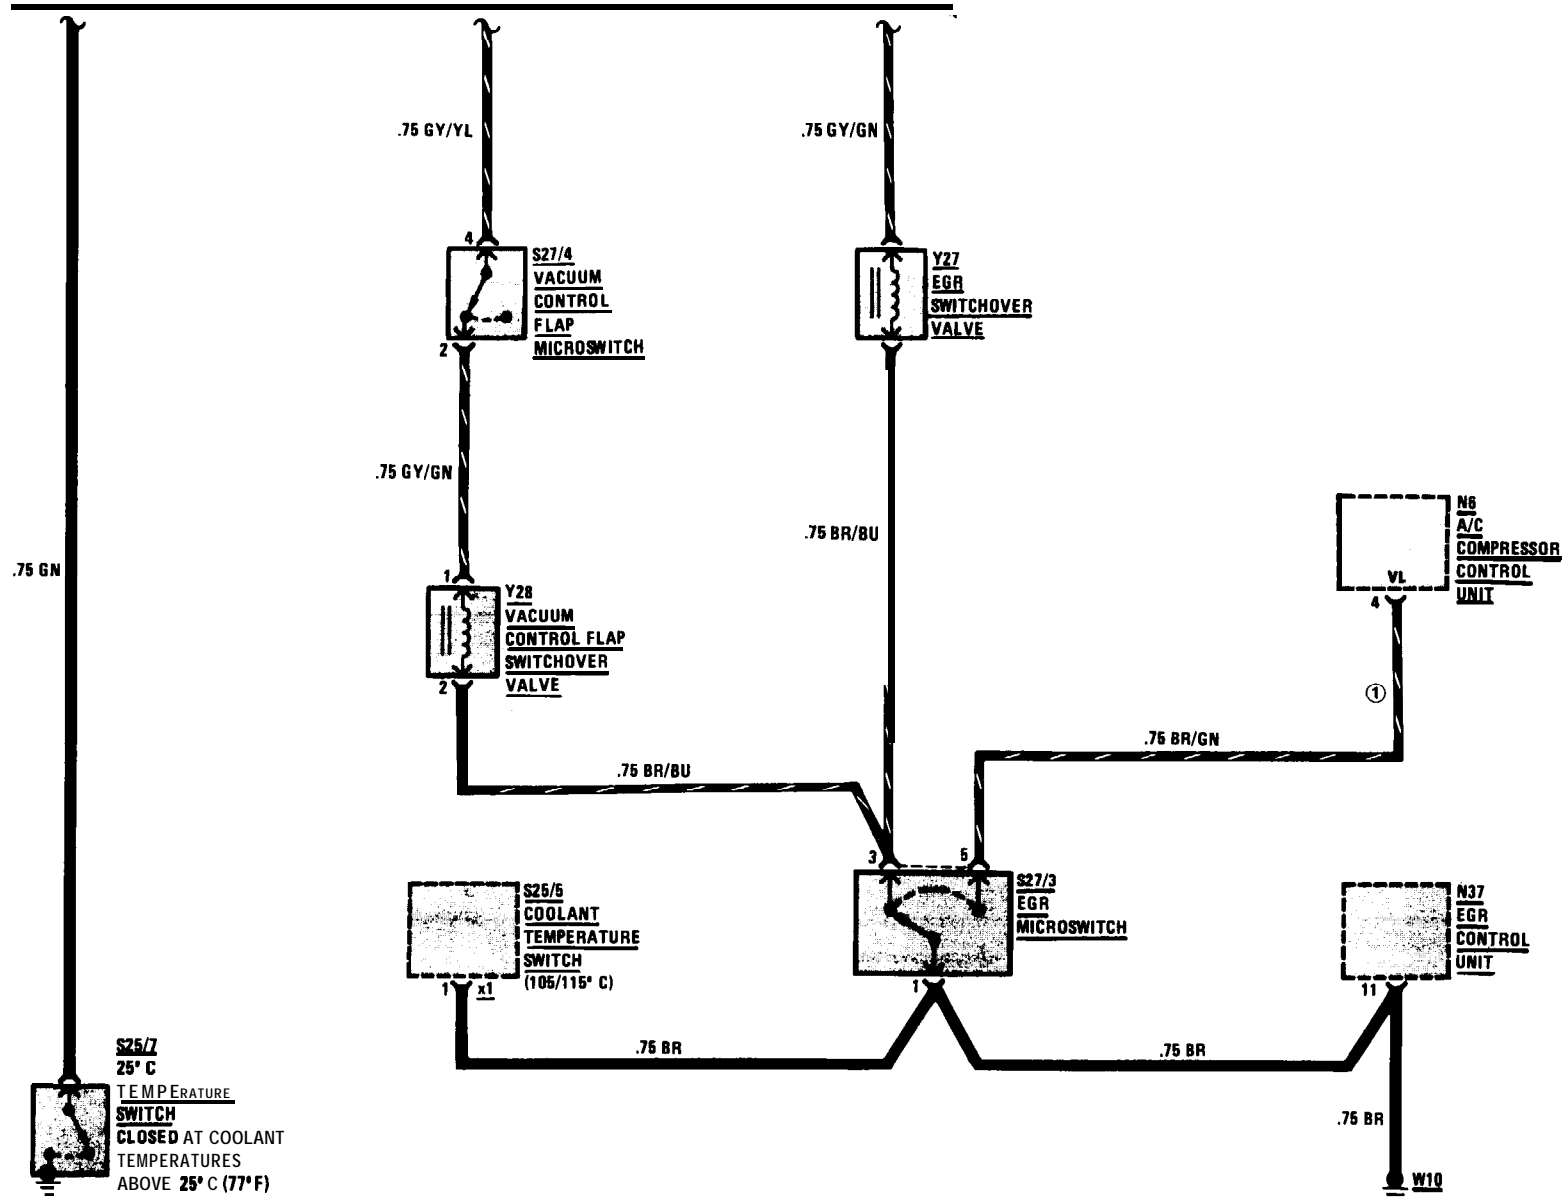 .75 GY/YL
.75 GY/GN
4
S27/4
VACUUM
CONTROL
FLAP
MICROSWITCH
2
Y27
EGR
SWITCHOVER
VALVE
.75 GY/GN
.75 BR/BU
.75 GN
N6
A/C
COMPRESSOR
CONTROL
UNIT
VL
4
1
Y28
VACUUM
CONTROL FLAP
SWITCHOVER
VALVE
2
1
.75 BR/GN
.75 BR/BU
3
5
S27/3
EGR
MICROSWITCH
1
S25/5
COOLANT
TEMPERATURE
SWITCH
(105/115° C)
1 x1
N37
EGR
CONTROL
UNIT
11
.75 BR
.75 BR
.75 BR
W10
S25/7
25° C
TEMPERATURE
SWITCH
CLOSED AT COOLANT
TEMPERATURES
ABOVE 25° C (77°F)